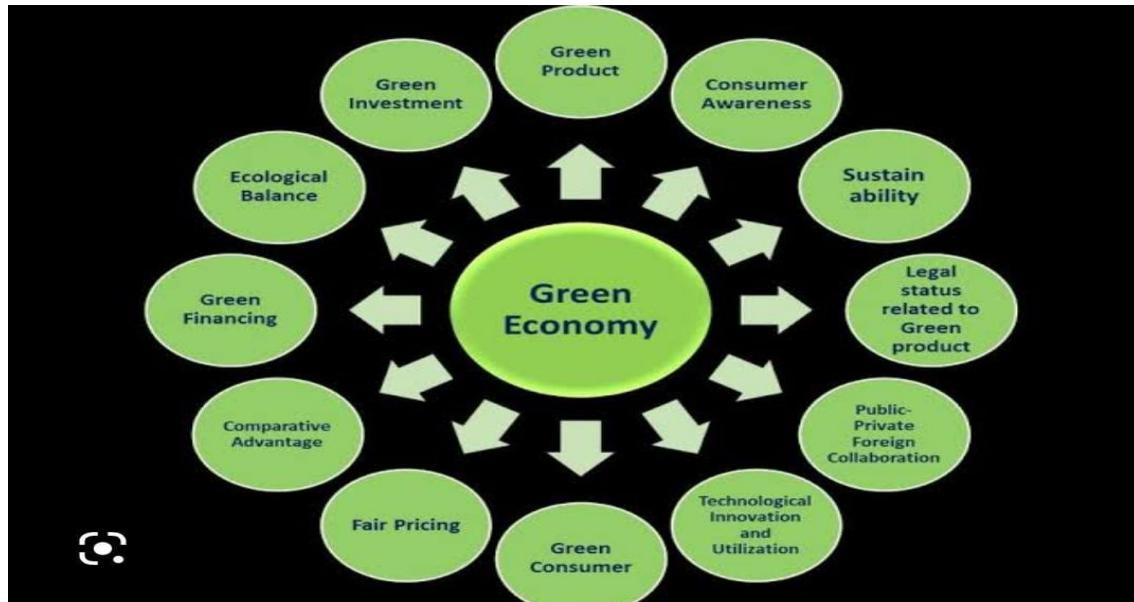 Green
Product
Consumer
Awareness
Sustain
ability
Legal
status
related to
Green
product
Public-
Private
Foreign
Collaboration
Technological
Innovation
and
Utilization
Green
Consumer
Fair Pricing
Comparative
Advantage
Green
Financing
Ecological
Balance
Green
Investment
Green
Economy